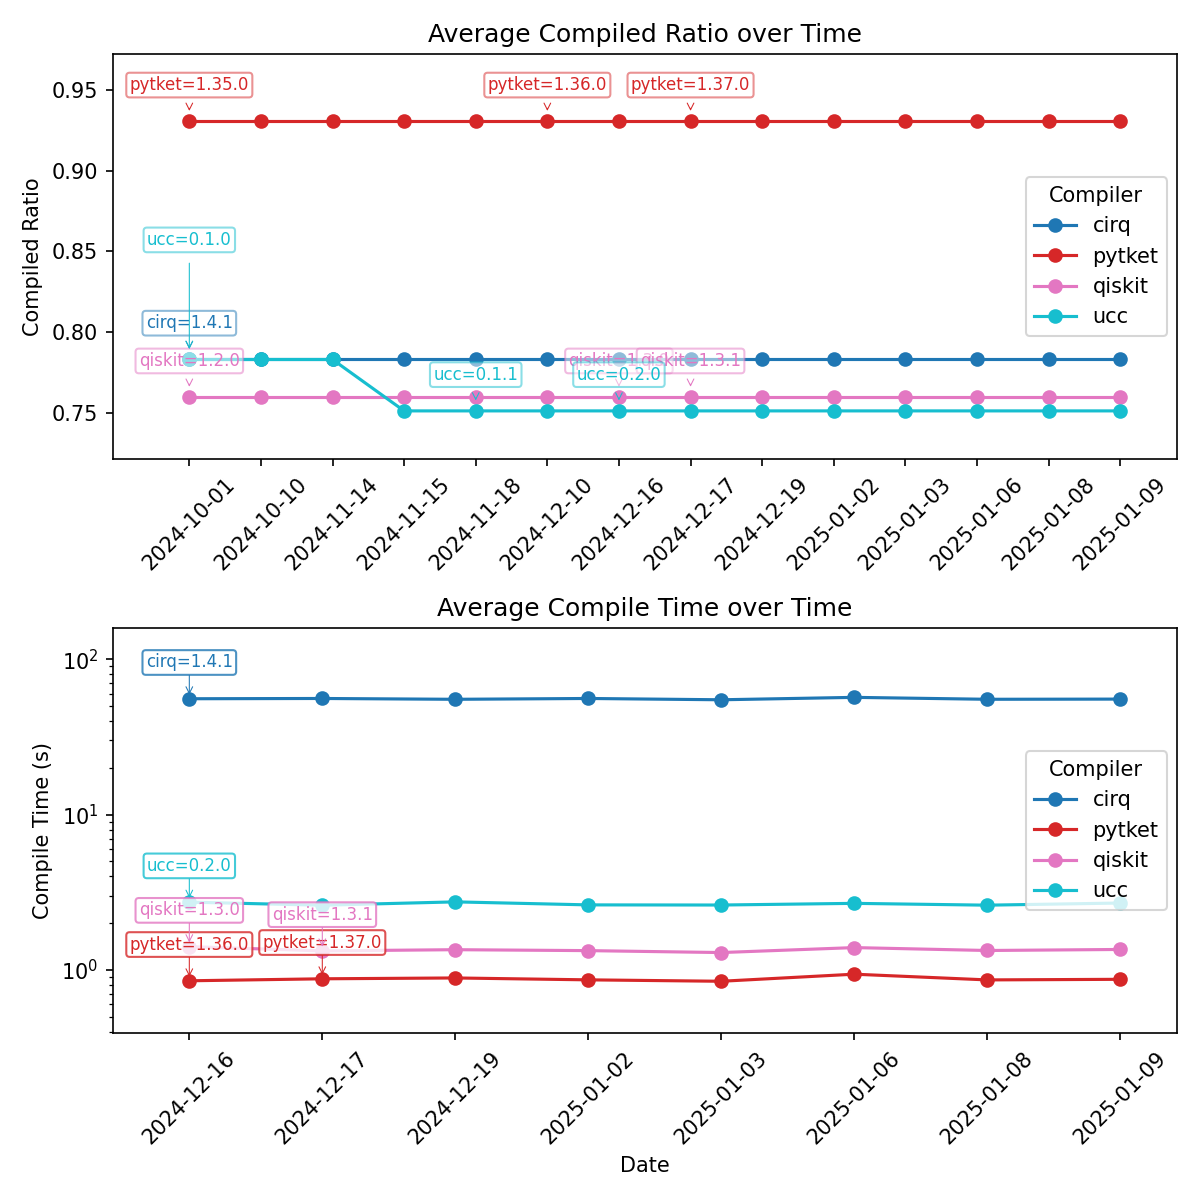 Average Compiled Ratio over Time
Compiled Ratio
0.95
0.90
0.85
0.80
0.75
pytket=1.35.0
pytket=1.36.0
pytket=1.37.0
ucc=0.1.0
cirq=1.4.1
qiskit=1.2.0
qiskit=1.3.1
ucc=0.1.1
ucc=0.2.0
Compiler
cirq
pytket
qiskit
ucc
2024-10-01
2024-10-10
2024-11-14
2024-11-15
2024-11-18
2024-12-10
2024-12-16
2024-12-17
2024-12-19
2025-01-02
2025-01-03
2025-01-06
2025-01-08
2025-01-09
Average Compile Time over Time
Compile Time (s)
10²
10¹
10⁰
cirq=1.4.1
ucc=0.2.0
qiskit=1.3.0
qiskit=1.3.1
pytket=1.36.0
pytket=1.37.0
Compiler
cirq
pytket
qiskit
ucc
2024-12-16
2024-12-17
2024-12-19
2025-01-02
2025-01-03
2025-01-06
2025-01-08
2025-01-09
Date